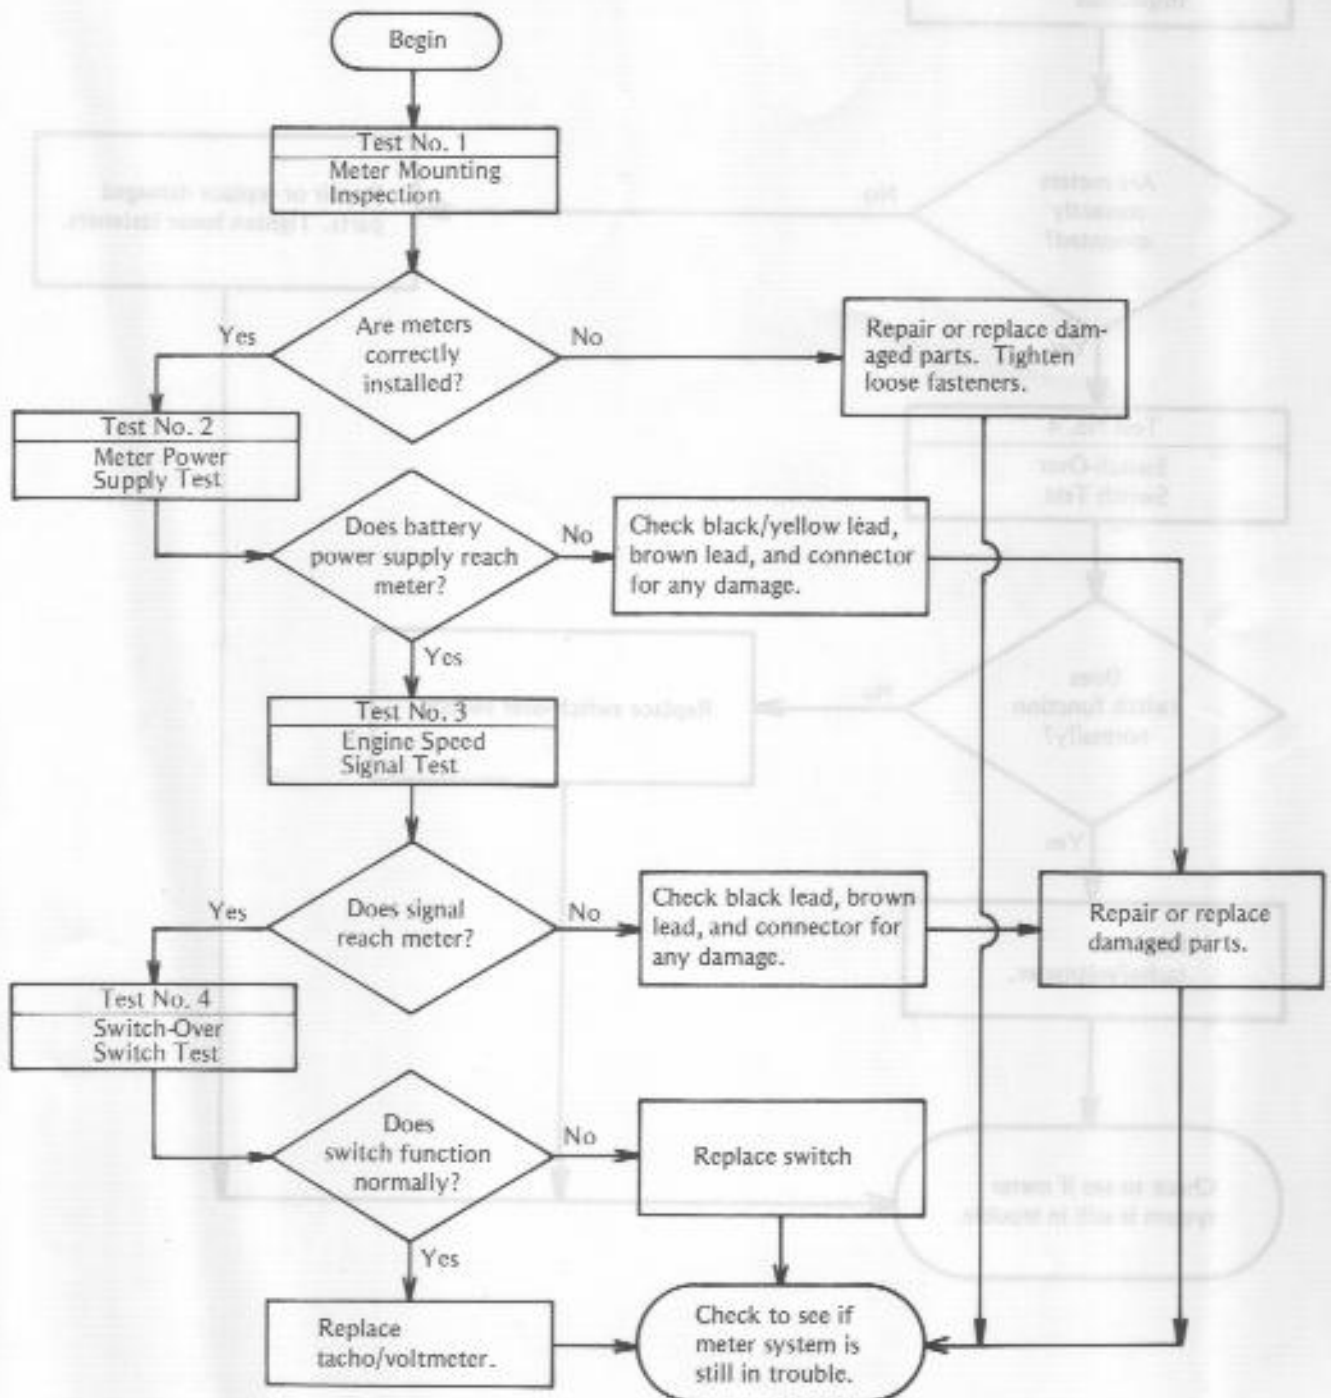 Begin
Test No. 1
Meter Mounting
Inspection
Are meters
correctly
installed?
Yes
No
Repair or replace dam-
aged parts. Tighten
loose fasteners.
Test No. 2
Meter Power
Supply Test
Does battery
power supply reach
meter?
No
Check black/yellow lead,
brown lead, and connector
for any damage.
Yes
Test No. 3
Engine Speed
Signal Test
Does signal
reach meter?
Yes
No
Check black lead, brown
lead, and connector for
any damage.
Repair or replace
damaged parts.
Test No. 4
Switch-Over
Switch Test
Does
switch function
normally?
No
Replace switch
Yes
Replace
tacho/voltmeter.
Check to see if
meter system is
still in trouble.